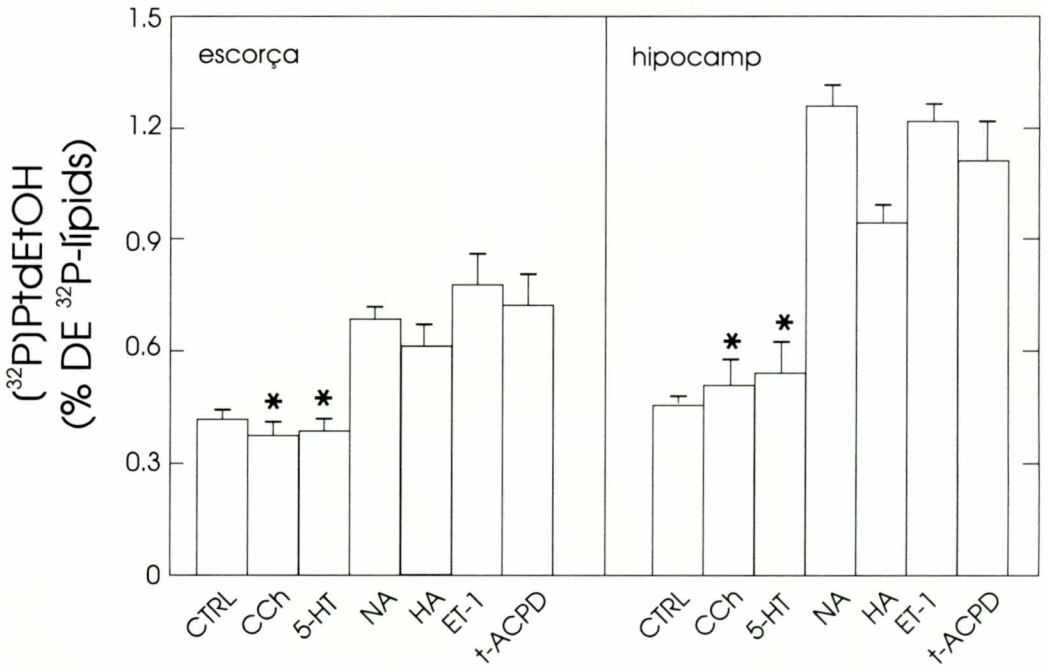 (³²P)PtdEtOH
(% DE ³²P-lípids)
1.5
1.2
0.9
0.6
0.3
0
escorça
hipocamp
* *
* *
CTRL CCh 5-HT NA HA ET-1 t-ACPD
CTRL CCh 5-HT NA HA ET-1 t-ACPD